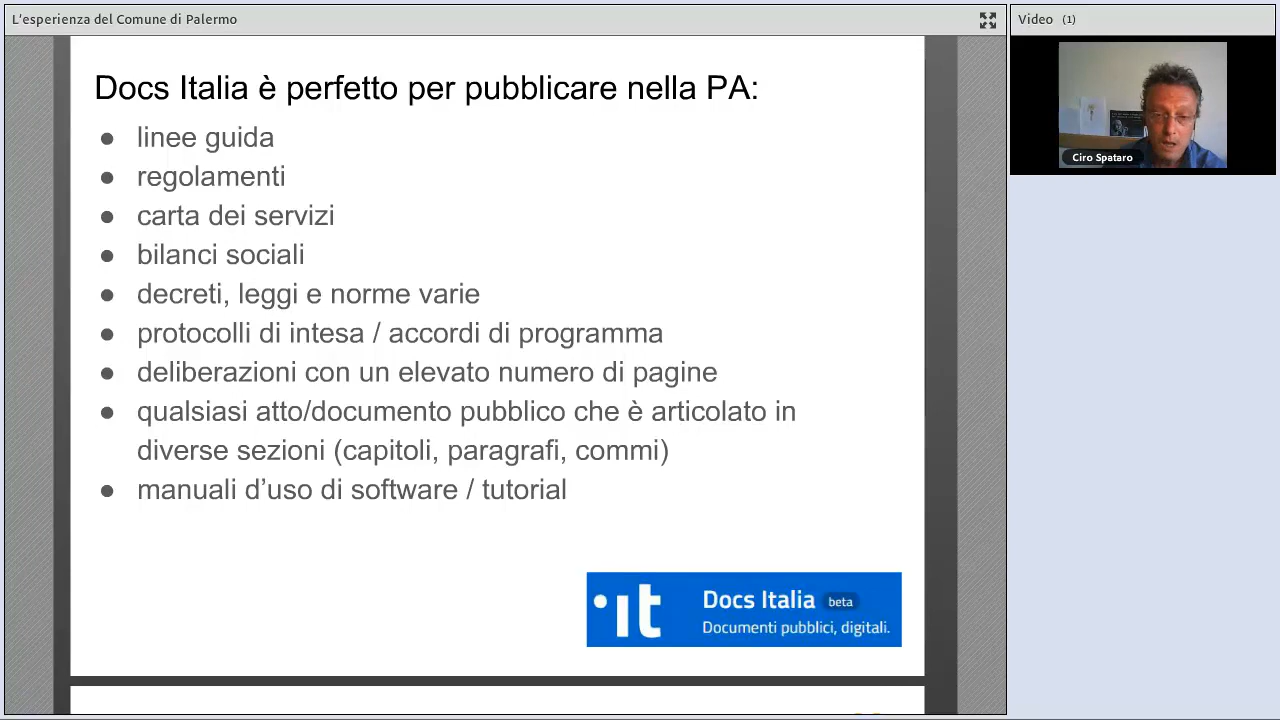 L'esperienza del Comune di Palermo
Video (1)
Docs Italia è perfetto per pubblicare nella PA:
● linee guida
● regolamenti
● carta dei servizi
● bilanci sociali
● decreti, leggi e norme varie
● protocolli di intesa / accordi di programma
● deliberazioni con un elevato numero di pagine
● qualsiasi atto/documento pubblico che è articolato in
diverse sezioni (capitoli, paragrafi, commi)
● manuali d'uso di software / tutorial
Ciro Spataro
it
Docs Italia beta
Documenti pubblici, digitali.